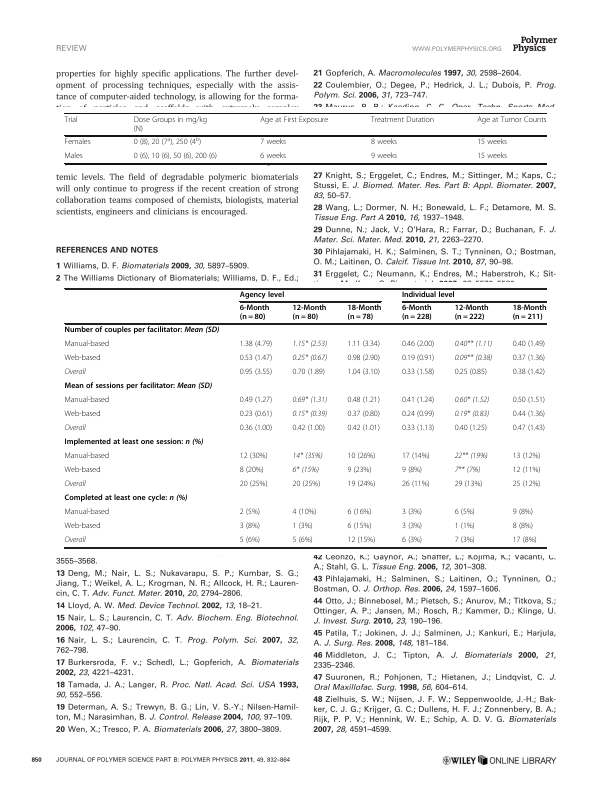 REVIEW
WWW.POLYMERPHYSICS.ORG
Polymer
Physics
properties for highly specific applications. The further devel-
opment of processing techniques, especially with the assis-
tance of computer-aided technology, is allowing for the forma-
Trial Dose Groups in mg/kg (N) Age at First Exposure Treatment Duration Age at Tumor Counts
Females 0 (8), 20 (7ᵃ), 250 (4ᵇ) 7 weeks 8 weeks 15 weeks
Males 0 (6), 10 (6), 50 (6), 200 (6) 6 weeks 9 weeks 15 weeks
temic levels. The field of degradable polymeric biomaterials
will only continue to progress if the recent creation of strong
collaboration teams composed of chemists, biologists, material
scientists, engineers and clinicians is encouraged.
REFERENCES AND NOTES
1 Williams, D. F. Biomaterials 2009, 30, 5897–5909.
2 The Williams Dictionary of Biomaterials; Williams, D. F., Ed.;
21 Gopferich, A. Macromolecules 1997, 30, 2598–2604.
22 Coulembier, O.; Degee, P.; Hedrick, J. L.; Dubois, P. Prog.
Polym. Sci. 2006, 31, 723–747.
27 Knight, S.; Erggelet, C.; Endres, M.; Sittinger, M.; Kaps, C.;
Stussi, E. J. Biomed. Mater. Res. Part B: Appl. Biomater. 2007,
83, 50–57.
28 Wang, L.; Dormer, N. H.; Bonewald, L. F.; Detamore, M. S.
Tissue Eng. Part A 2010, 16, 1937–1948.
29 Dunne, N.; Jack, V.; O'Hara, R.; Farrar, D.; Buchanan, F. J.
Mater. Sci. Mater. Med. 2010, 21, 2263–2270.
30 Pihlajamaki, H. K.; Salminen, S. T.; Tynninen, O.; Bostman,
O. M.; Laitinen, O. Calcif. Tissue Int. 2010, 87, 90–98.
31 Erggelet, C.; Neumann, K.; Endres, M.; Haberstroh, K.; Sit-
Agency level Individual level
6-Month (n = 80) 12-Month (n = 80) 18-Month (n = 78) 6-Month (n = 228) 12-Month (n = 222) 18-Month (n = 211)
Number of couples per facilitator: Mean (SD)
Manual-based 1.38 (4.79) 1.15* (2.53) 1.11 (3.34) 0.46 (2.00) 0.40** (1.11) 0.40 (1.49)
Web-based 0.53 (1.47) 0.25* (0.67) 0.98 (2.90) 0.19 (0.91) 0.09** (0.38) 0.37 (1.36)
Overall 0.95 (3.55) 0.70 (1.89) 1.04 (3.10) 0.33 (1.58) 0.25 (0.85) 0.38 (1.42)
Mean of sessions per facilitator: Mean (SD)
Manual-based 0.49 (1.27) 0.69* (1.31) 0.48 (1.21) 0.41 (1.24) 0.60* (1.52) 0.50 (1.51)
Web-based 0.23 (0.61) 0.15* (0.39) 0.37 (0.80) 0.24 (0.99) 0.19* (0.83) 0.44 (1.36)
Overall 0.36 (1.00) 0.42 (1.00) 0.42 (1.01) 0.33 (1.13) 0.40 (1.25) 0.47 (1.43)
Implemented at least one session: n (%)
Manual-based 12 (30%) 14* (35%) 10 (26%) 17 (14%) 22** (19%) 13 (12%)
Web-based 8 (20%) 6* (15%) 9 (23%) 9 (8%) 7** (7%) 12 (11%)
Overall 20 (25%) 20 (25%) 19 (24%) 26 (11%) 29 (13%) 25 (12%)
Completed at least one cycle: n (%)
Manual-based 2 (5%) 4 (10%) 6 (16%) 3 (3%) 6 (5%) 9 (8%)
Web-based 3 (8%) 1 (3%) 6 (15%) 3 (3%) 1 (1%) 8 (8%)
Overall 5 (6%) 5 (6%) 12 (15%) 6 (3%) 7 (3%) 17 (8%)
3555–3568.
13 Deng, M.; Nair, L. S.; Nukavarapu, S. P.; Kumbar, S. G.;
Jiang, T.; Weikel, A. L.; Krogman, N. R.; Allcock, H. R.; Lauren-
cin, C. T. Adv. Funct. Mater. 2010, 20, 2794–2806.
14 Lloyd, A. W. Med. Device Technol. 2002, 13, 18–21.
15 Nair, L. S.; Laurencin, C. T. Adv. Biochem. Eng. Biotechnol.
2006, 102, 47–90.
16 Nair, L. S.; Laurencin, C. T. Prog. Polym. Sci. 2007, 32,
762–798.
17 Burkersroda, F. v.; Schedl, L.; Gopferich, A. Biomaterials
2002, 23, 4221–4231.
18 Tamada, J. A.; Langer, R. Proc. Natl. Acad. Sci. USA 1993,
90, 552–556.
19 Determan, A. S.; Trewyn, B. G.; Lin, V. S.-Y.; Nilsen-Hamil-
ton, M.; Narasimhan, B. J. Control. Release 2004, 100, 97–109.
20 Wen, X.; Tresco, P. A. Biomaterials 2006, 27, 3800–3809.
42 Ceonzo, K.; Gaynor, A.; Shaffer, L.; Kojima, K.; Vacanti, C.
A.; Stahl, G. L. Tissue Eng. 2006, 12, 301–308.
43 Pihlajamaki, H.; Salminen, S.; Laitinen, O.; Tynninen, O.;
Bostman, O. J. Orthop. Res. 2006, 24, 1597–1606.
44 Otto, J.; Binnebosel, M.; Pietsch, S.; Anurov, M.; Titkova, S.;
Ottinger, A. P.; Jansen, M.; Rosch, R.; Kammer, D.; Klinge, U.
J. Invest. Surg. 2010, 23, 190–196.
45 Patila, T.; Jokinen, J. J.; Salminen, J.; Kankuri, E.; Harjula,
A. J. Surg. Res. 2008, 148, 181–184.
46 Middleton, J. C.; Tipton, A. J. Biomaterials 2000, 21,
2335–2346.
47 Suuronen, R.; Pohjonen, T.; Hietanen, J.; Lindqvist, C. J.
Oral Maxillofac. Surg. 1998, 56, 604–614.
48 Zielhuis, S. W.; Nijsen, J. F. W.; Seppenwoolde, J.-H.; Bak-
ker, C. J. G.; Krijger, G. C.; Dullens, H. F. J.; Zonnenbery, B. A.;
Rijk, P. P. V.; Hennink, W. E.; Schip, A. D. V. G. Biomaterials
2007, 28, 4591–4599.
850 JOURNAL OF POLYMER SCIENCE PART B: POLYMER PHYSICS 2011, 49, 832–864
WILEY ONLINE LIBRARY